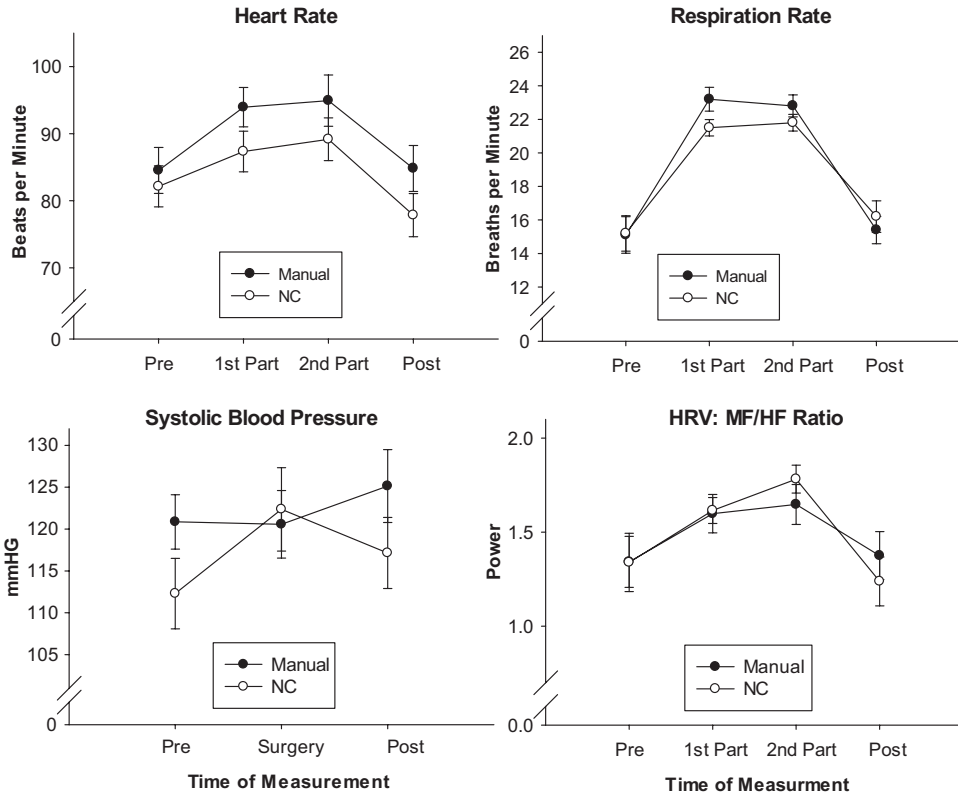 Heart Rate
Beats per Minute
100
90
80
70
0
Manual
NC
Pre 1st Part 2nd Part Post
Respiration Rate
Breaths per Minute
26
24
22
20
18
16
14
12
0
Manual
NC
Pre 1st Part 2nd Part Post
Systolic Blood Pressure
mmHG
130
125
120
115
110
105
0
Manual
NC
Pre Surgery Post
Time of Measurement
HRV: MF/HF Ratio
Power
2.0
1.5
1.0
0.0
Manual
NC
Pre 1st Part 2nd Part Post
Time of Measurment